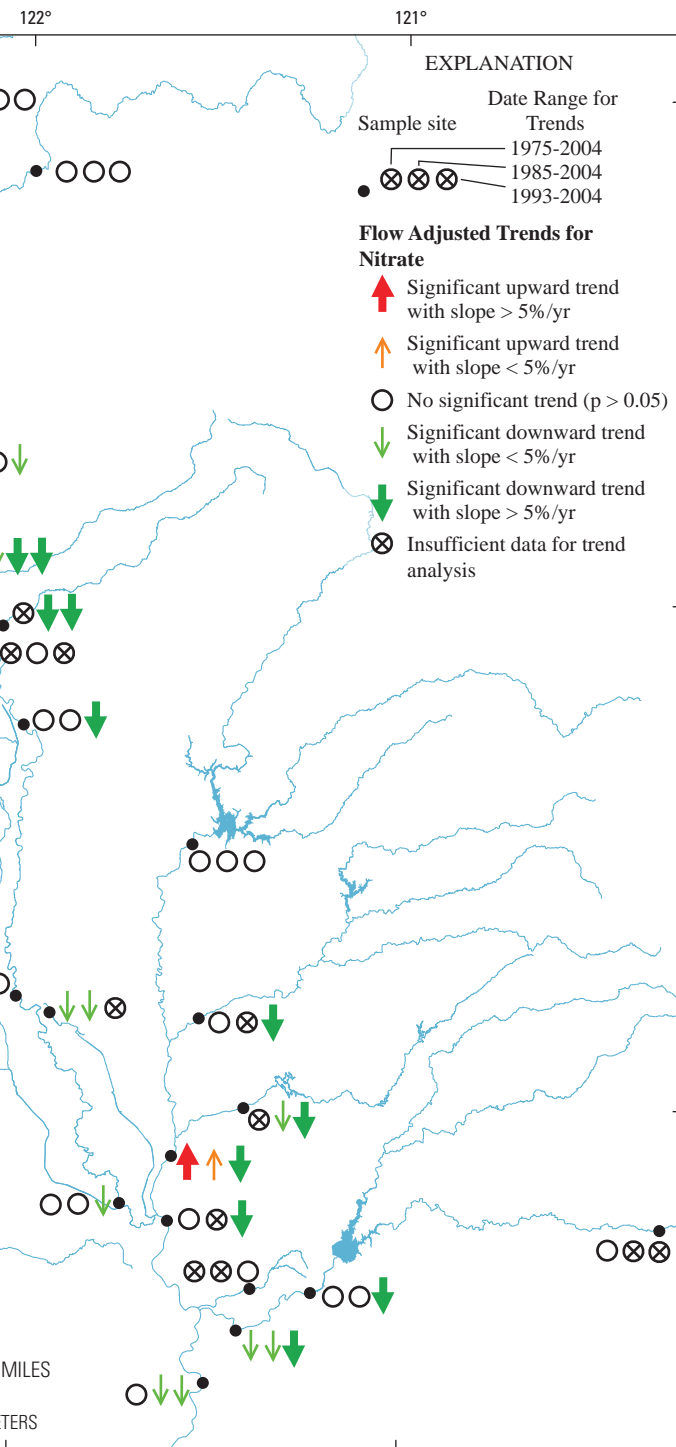 122°
121°
EXPLANATION
Date Range for
Trends
Sample site
1975-2004
1985-2004
1993-2004
Flow Adjusted Trends for
Nitrate
Significant upward trend
with slope > 5%/yr
Significant upward trend
with slope < 5%/yr
No significant trend (p > 0.05)
Significant downward trend
with slope < 5%/yr
Significant downward trend
with slope > 5%/yr
Insufficient data for trend
analysis
MILES
ETERS